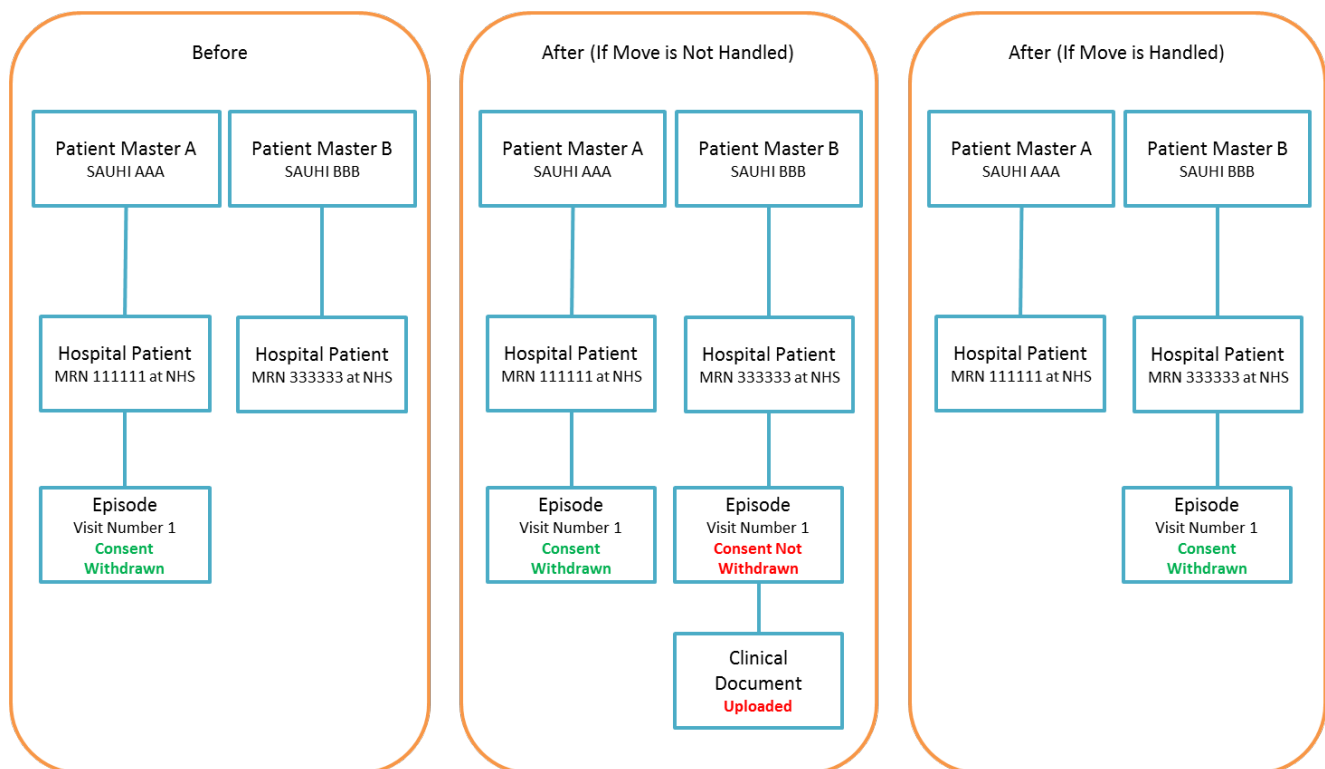 Before
Patient Master A
SAUHI AAA
Patient Master B
SAUHI BBB
Hospital Patient
MRN 111111 at NHS
Hospital Patient
MRN 333333 at NHS
Episode
Visit Number 1
Consent
Withdrawn
After (If Move is Not Handled)
Patient Master A
SAUHI AAA
Patient Master B
SAUHI BBB
Hospital Patient
MRN 111111 at NHS
Hospital Patient
MRN 333333 at NHS
Episode
Visit Number 1
Consent
Withdrawn
Episode
Visit Number 1
Consent Not
Withdrawn
Clinical
Document
Uploaded
After (If Move is Handled)
Patient Master A
SAUHI AAA
Patient Master B
SAUHI BBB
Hospital Patient
MRN 111111 at NHS
Hospital Patient
MRN 333333 at NHS
Episode
Visit Number 1
Consent
Withdrawn